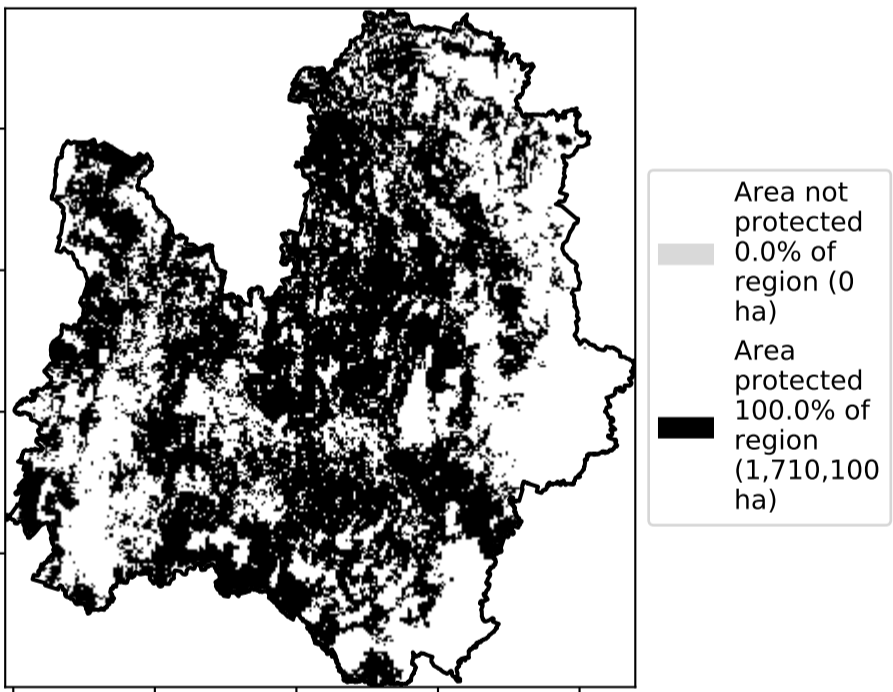 Area not
protected
0.0% of
region (0
ha)
Area
protected
100.0% of
region
(1,710,100
ha)